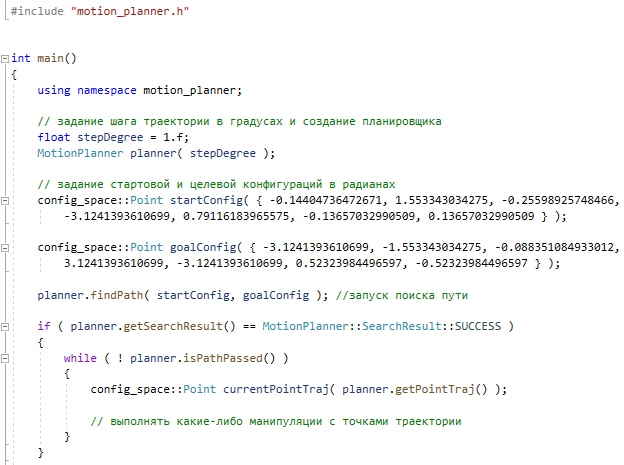 #include "motion_planner.h"
int main()
{
using namespace motion_planner;
// задание шага траектории в градусах и создание планировщика
float stepDegree = 1.f;
MotionPlanner planner( stepDegree );
// задание стартовой и целевой конфигураций в радианах
config_space::Point startConfig( { -0.14404736472671, 1.553343034275, -0.25598925748466,
-3.1241393610699, 0.79116183965575, -0.13657032990509, 0.13657032990509 } );
config_space::Point goalConfig( { -3.1241393610699, -1.553343034275, -0.088351084933012,
3.1241393610699, -3.1241393610699, 0.52323984496597, -0.52323984496597 } );
planner.findPath( startConfig, goalConfig ); //запуск поиска пути
if ( planner.getSearchResult() == MotionPlanner::SearchResult::SUCCESS )
{
while ( ! planner.isPathPassed() )
{
config_space::Point currentPointTraj( planner.getPointTraj() );
// выполнять какие-либо манипуляции с точками траектории
}
}